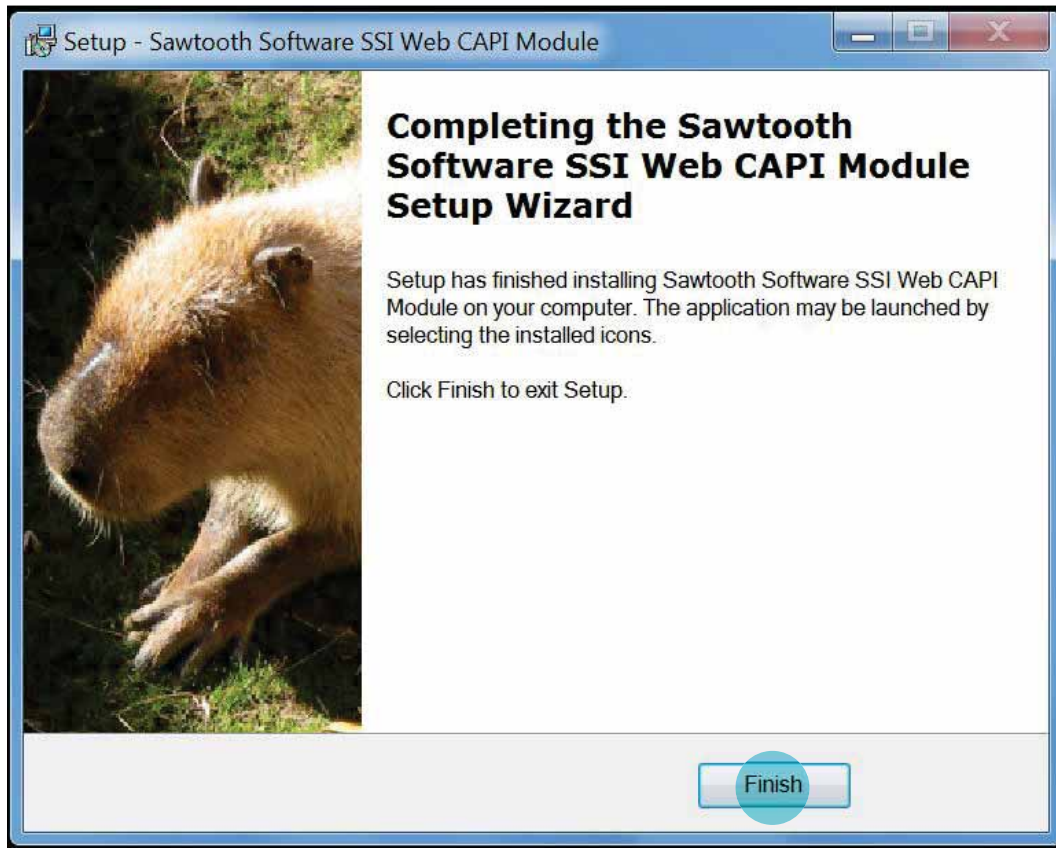 Setup - Sawtooth Software SSI Web CAPI Module
Completing the Sawtooth
Software SSI Web CAPI Module
Setup Wizard
Setup has finished installing Sawtooth Software SSI Web CAPI
Module on your computer. The application may be launched by
selecting the installed icons.
Click Finish to exit Setup.
Finish